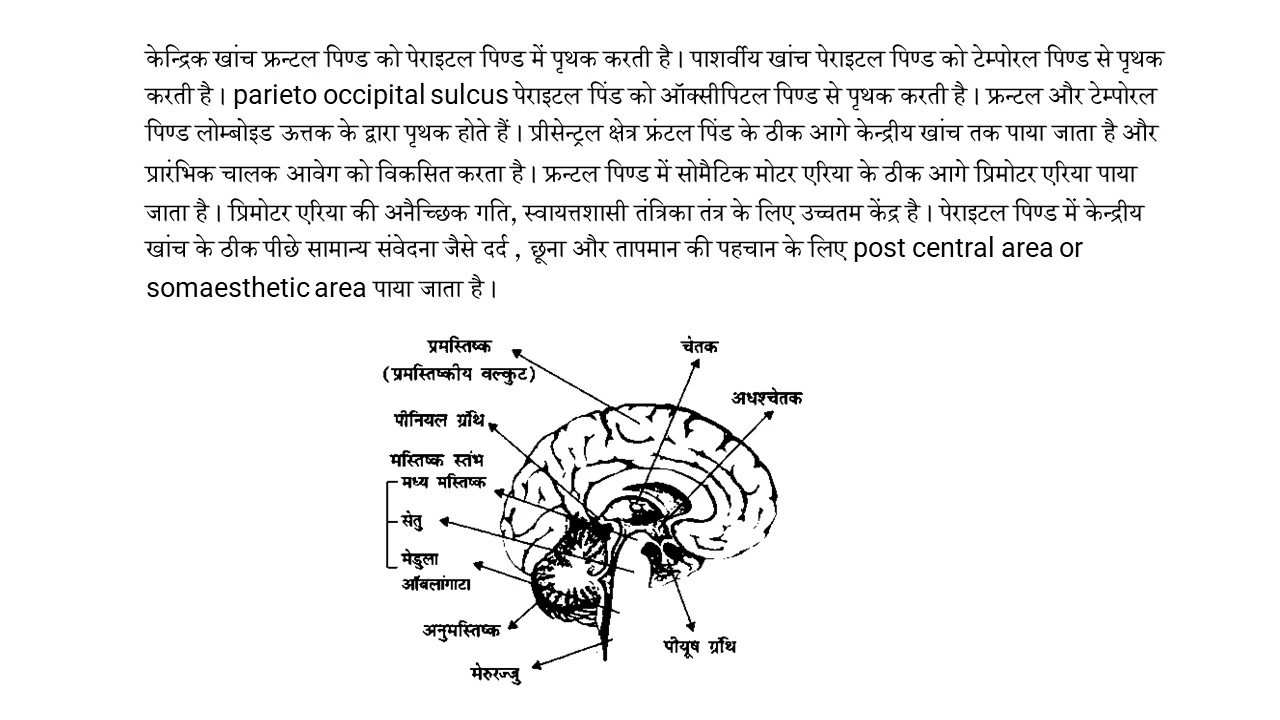 केन्द्रिक खांच फ्रन्टल पिण्ड को पेराइटल पिण्ड में पृथक करती है। पाशर्वीय खांच पेराइटल पिण्ड को टेम्पोरल पिण्ड से पृथक
करती है। parieto occipital sulcus पेराइटल पिंड को ऑक्सीपिटल पिण्ड से पृथक करती है। फ्रन्टल और टेम्पोरल
पिण्ड लोम्बोइड ऊत्तक के द्वारा पृथक होते हैं। प्रीसेन्ट्रल क्षेत्र फ्रंटल पिंड के ठीक आगे केन्द्रीय खांच तक पाया जाता है और
प्रारंभिक चालक आवेग को विकसित करता है। फ्रन्टल पिण्ड में सोमैटिक मोटर एरिया के ठीक आगे प्रिमोटर एरिया पाया
जाता है। प्रिमोटर एरिया की अनैच्छिक गति, स्वायत्तशासी तंत्रिका तंत्र के लिए उच्चतम केंद्र है। पेराइटल पिण्ड में केन्द्रीय
खांच के ठीक पीछे सामान्य संवेदना जैसे दर्द , छूना और तापमान की पहचान के लिए post central area or
somaesthetic area पाया जाता है।
प्रमस्तिष्क
(प्रमस्तिष्कीय वल्कुट)
चेतक
अधश्चेतक
पीनियल ग्रंथि
मस्तिष्क स्तंभ
मध्य मस्तिष्क
सेतु
मेडुला
ऑबलांगाटा
अनुमस्तिष्क
पीयूष ग्रंथि
मेरुरज्जु